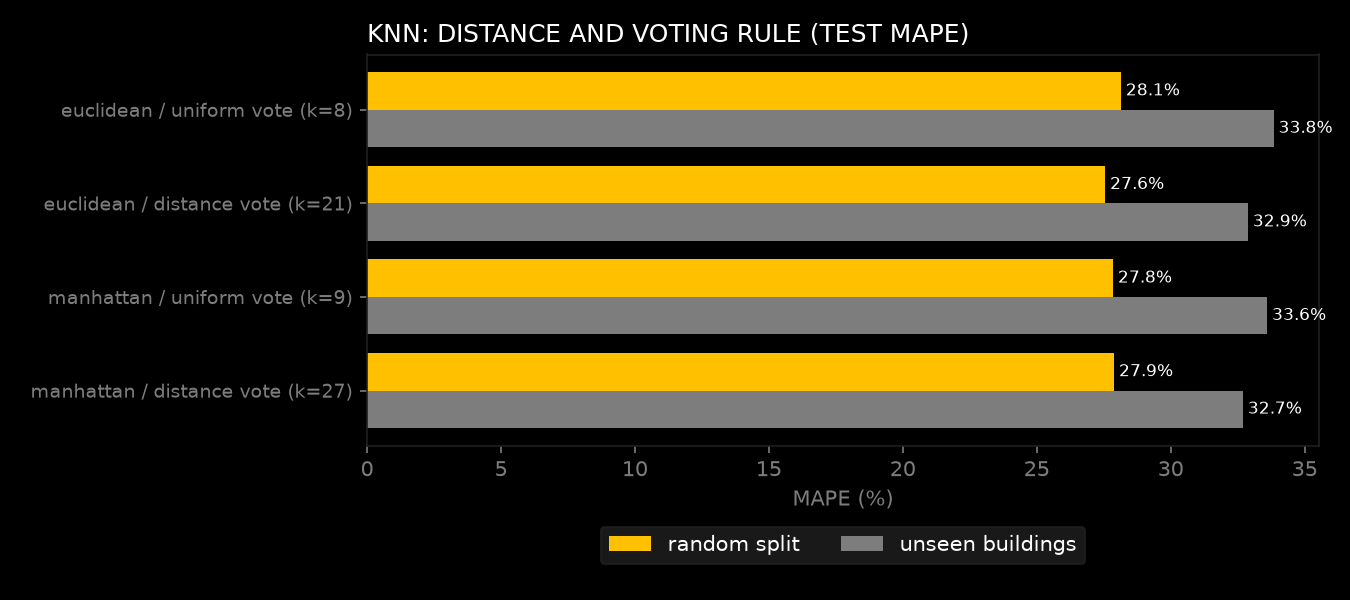 KNN: DISTANCE AND VOTING RULE (TEST MAPE)
euclidean / uniform vote (k=8)
28.1%
33.8%
euclidean / distance vote (k=21)
27.6%
32.9%
manhattan / uniform vote (k=9)
27.8%
33.6%
manhattan / distance vote (k=27)
27.9%
32.7%
0 5 10 15 20 25 30 35
MAPE (%)
random split unseen buildings